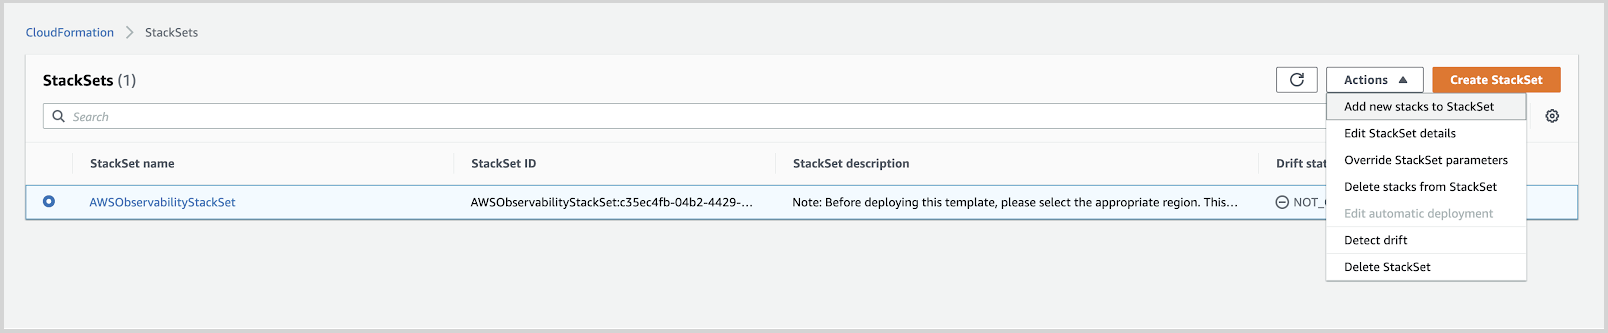 CloudFormation > StackSets
StackSets (1)
Actions
Create StackSet
Search
Add new stacks to StackSet
Edit StackSet details
Override StackSet parameters
Delete stacks from StackSet
Edit automatic deployment
Detect drift
Delete StackSet
StackSet name StackSet ID StackSet description Drift stat
AWSObservabilityStackSet AWSObservabilityStackSet:c35ec4fb-04b2-4429-... Note: Before deploying this template, please select the appropriate region. This... NOT_